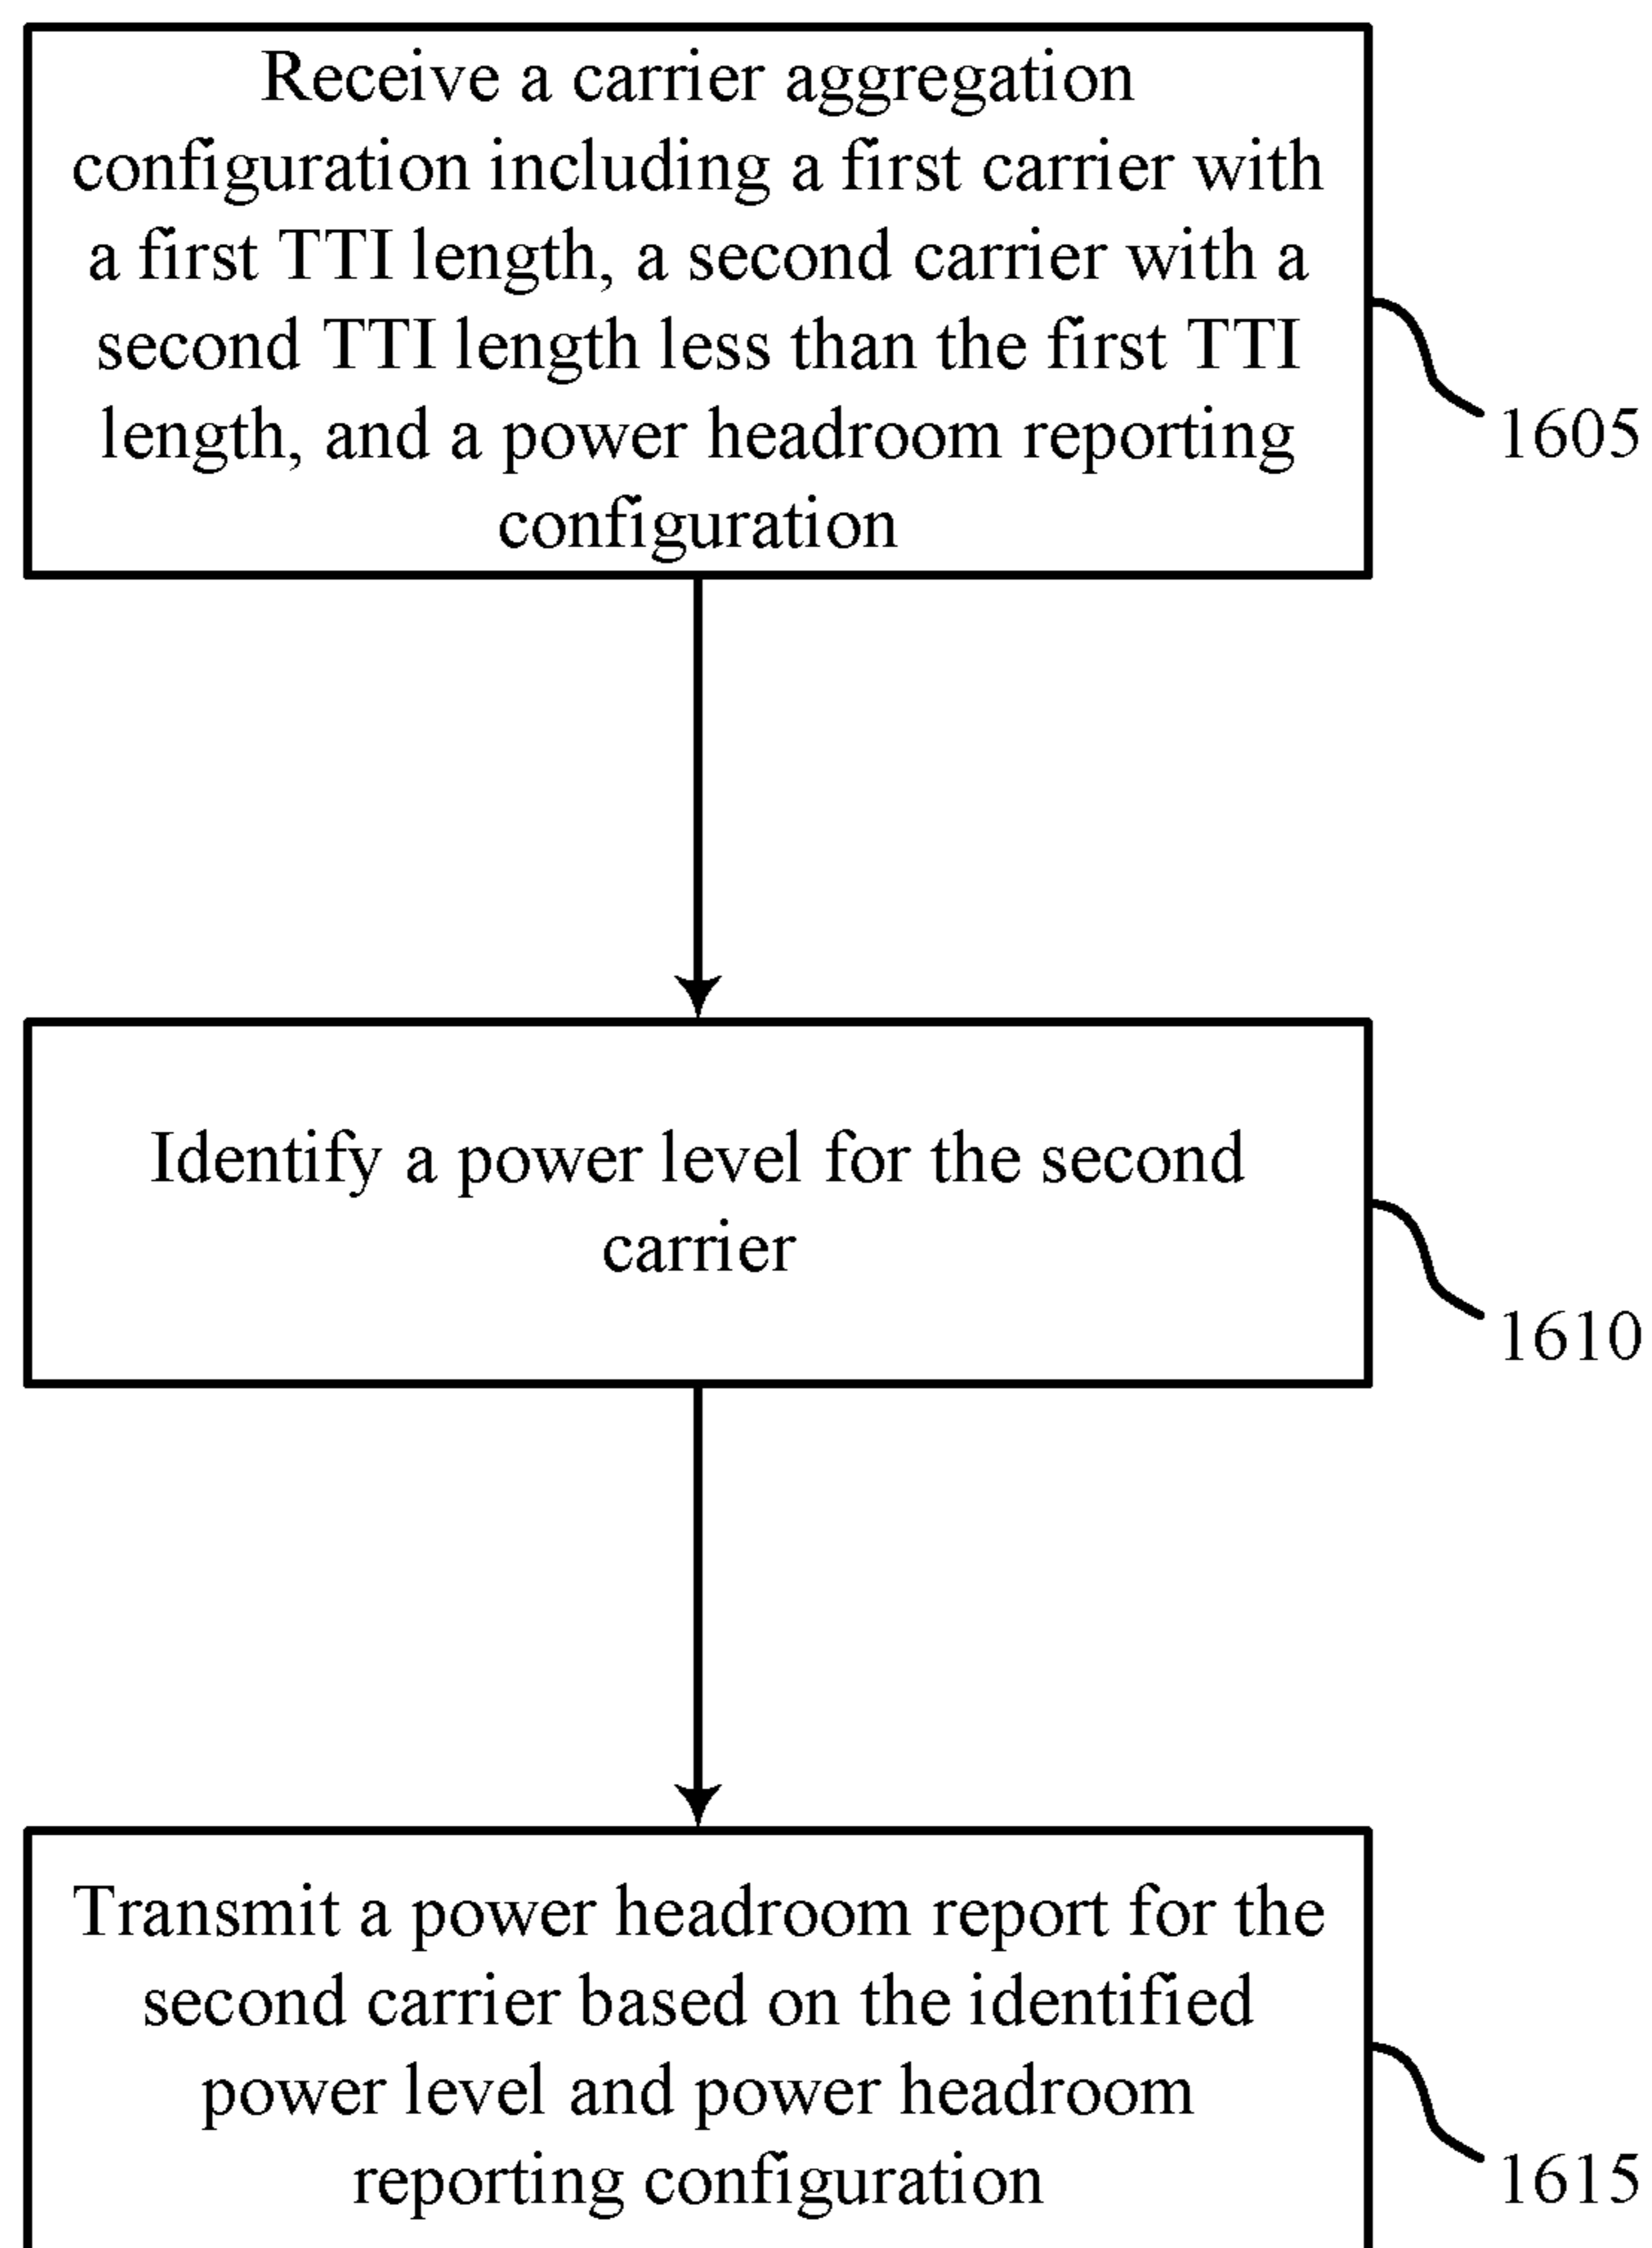 Receive a carrier aggregation
configuration including a first carrier with
a first TTI length, a second carrier with a
second TTI length less than the first TTI
length, and a power headroom reporting
configuration
1605
Identify a power level for the second
carrier
1610
Transmit a power headroom report for the
second carrier based on the identified
power level and power headroom
reporting configuration
1615